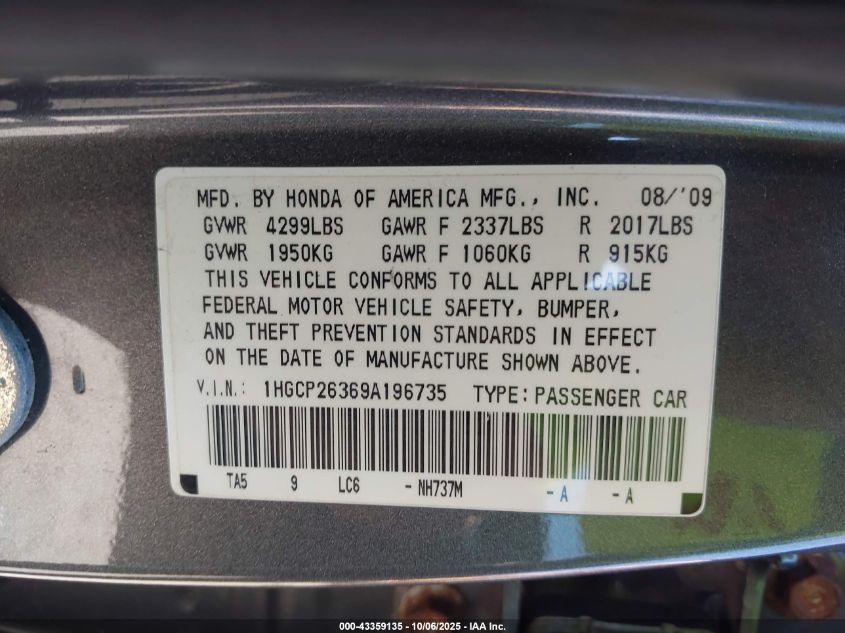 MFD. BY HONDA OF AMERICA MFG., INC. 08/'09
GVWR 4299LBS GAWR F 2337LBS R 2017LBS
GVWR 1950KG GAWR F 1060KG R 915KG
THIS VEHICLE CONFORMS TO ALL APPLICABLE
FEDERAL MOTOR VEHICLE SAFETY, BUMPER,
AND THEFT PREVENTION STANDARDS IN EFFECT
ON THE DATE OF MANUFACTURE SHOWN ABOVE.
V.I.N.: 1HGCP26369A196735 TYPE: PASSENGER CAR
TA5 9 LC6 -NH737M -A -A
000-43359135 - 10/06/2025 - IAA Inc.